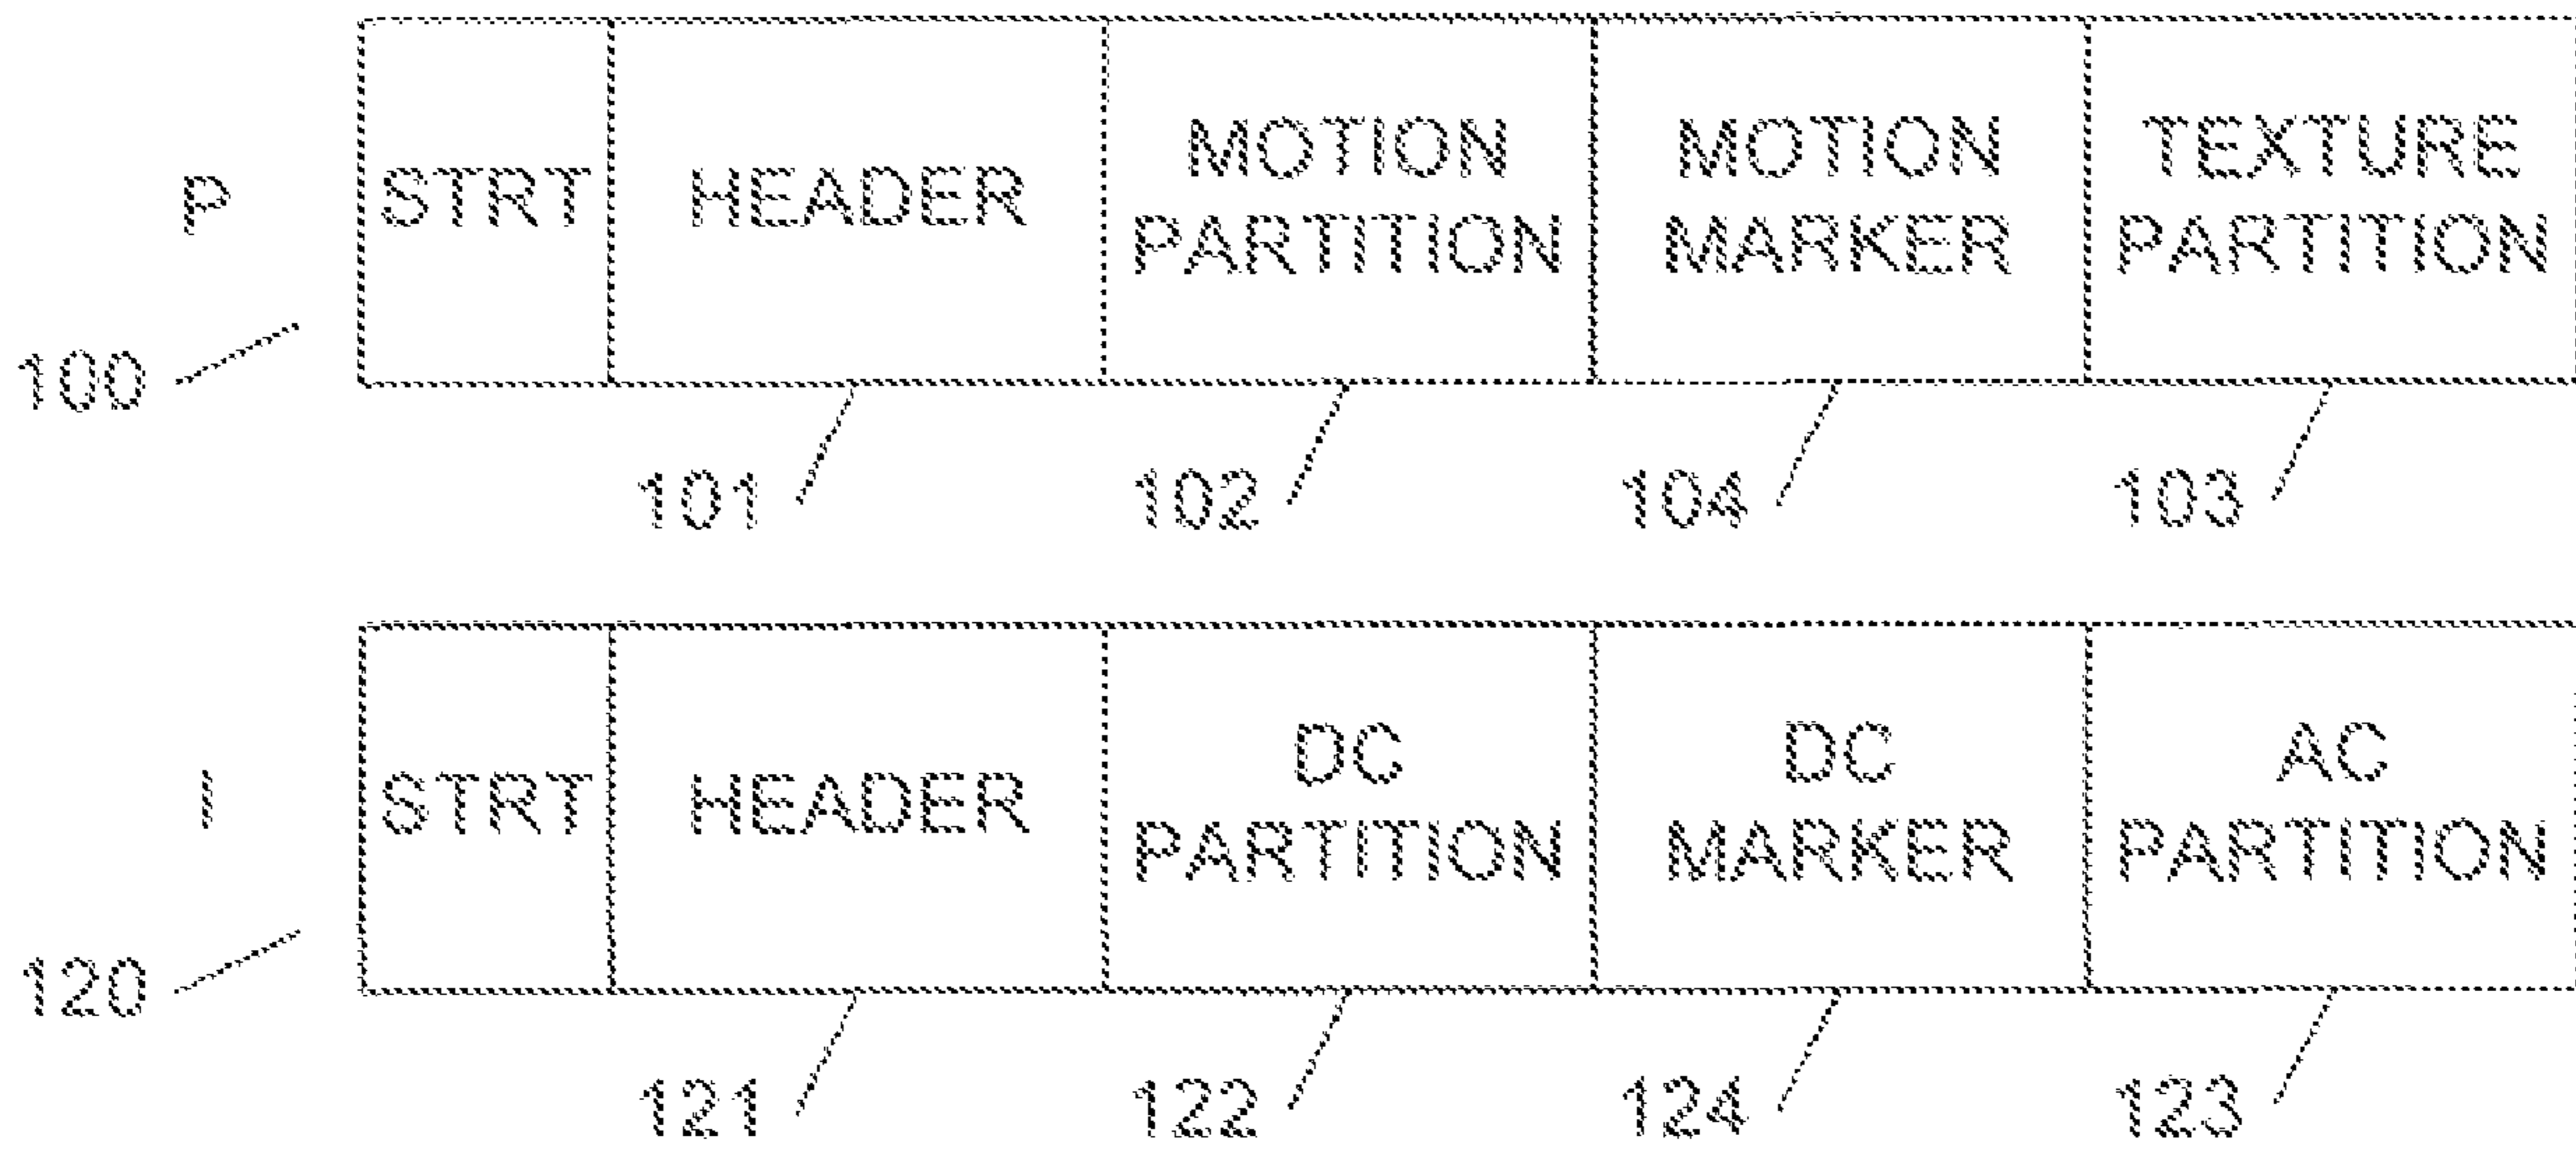 P
STRT
HEADER
MOTION
PARTITION
MOTION
MARKER
TEXTURE
PARTITION
100
101
102
104
103
I
STRT
HEADER
DC
PARTITION
DC
MARKER
AC
PARTITION
120
121
122
124
123